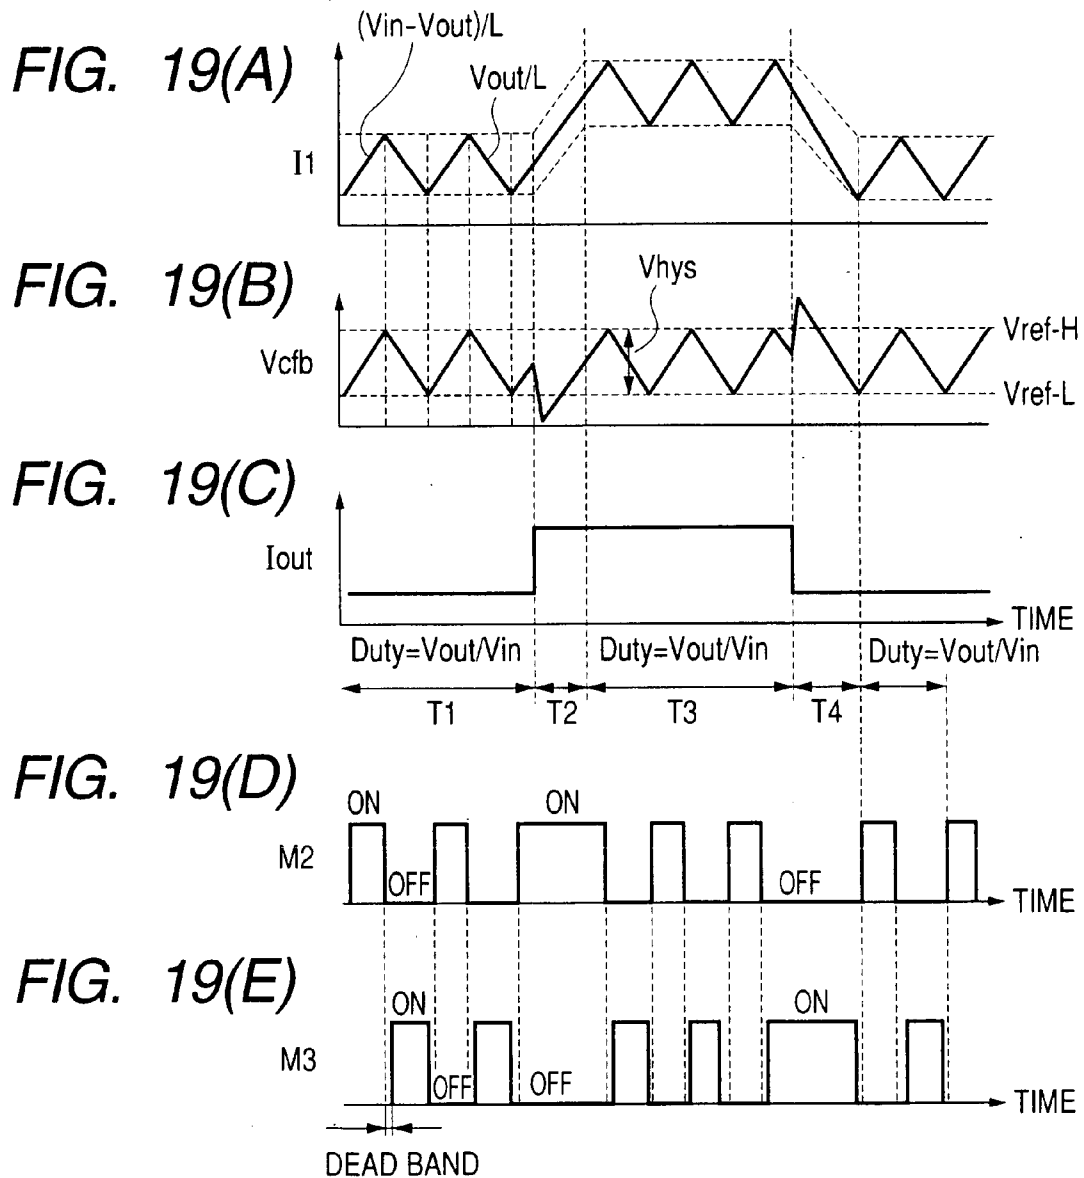 (Vin-Vout)/L
FIG. 19(A)
Vout/L
I1
FIG. 19(B)
Vhys
Vref-H
Vcfb
Vref-L
FIG. 19(C)
Iout
TIME
Duty=Vout/Vin Duty=Vout/Vin Duty=Vout/Vin
T1 T2 T3 T4
FIG. 19(D)
ON ON
M2
OFF OFF
TIME
FIG. 19(E)
ON ON
M3
OFF OFF
TIME
DEAD BAND